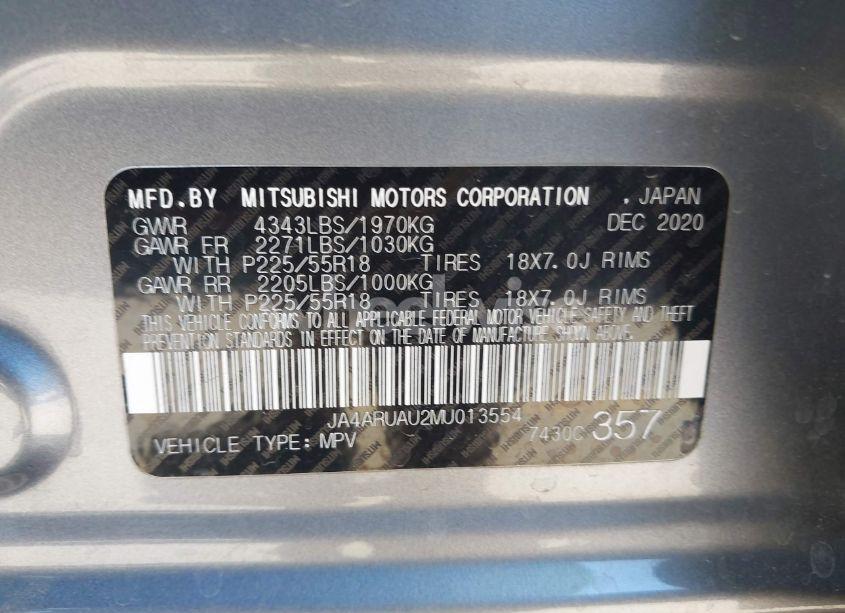 MFD.BY MITSUBISHI MOTORS CORPORATION . JAPAN
GVWR 4343LBS/1970KG DEC 2020
GAWR FR 2271LBS/1030KG
WITH P225/55R18 TIRES 18X7.0J RIMS
GAWR RR 2205LBS/1000KG
WITH P225/55R18 TIRES 18X7.0J RIMS
THIS VEHICLE CONFORMS TO ALL APPLICABLE FEDERAL MOTOR VEHICLE SAFETY AND THEFT
PREVENTION STANDARDS IN EFFECT ON THE DATE OF MANUFACTURE SHOWN ABOVE.
JA4ARUAU2MU013554
VEHICLE TYPE: MPV 7430C 357